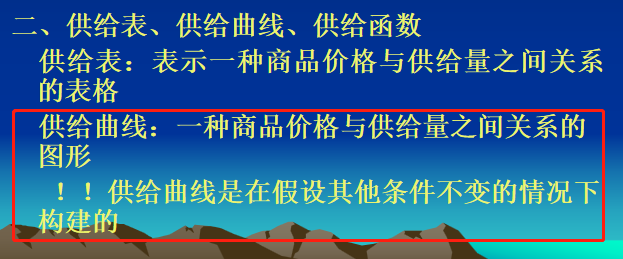 二、供给表、供给曲线、供给函数
供给表：表示一种商品价格与供给量之间关系
的表格
供给曲线：一种商品价格与供给量之间关系的
图形
！！供给曲线是在假设其他条件不变的情况下
构建的